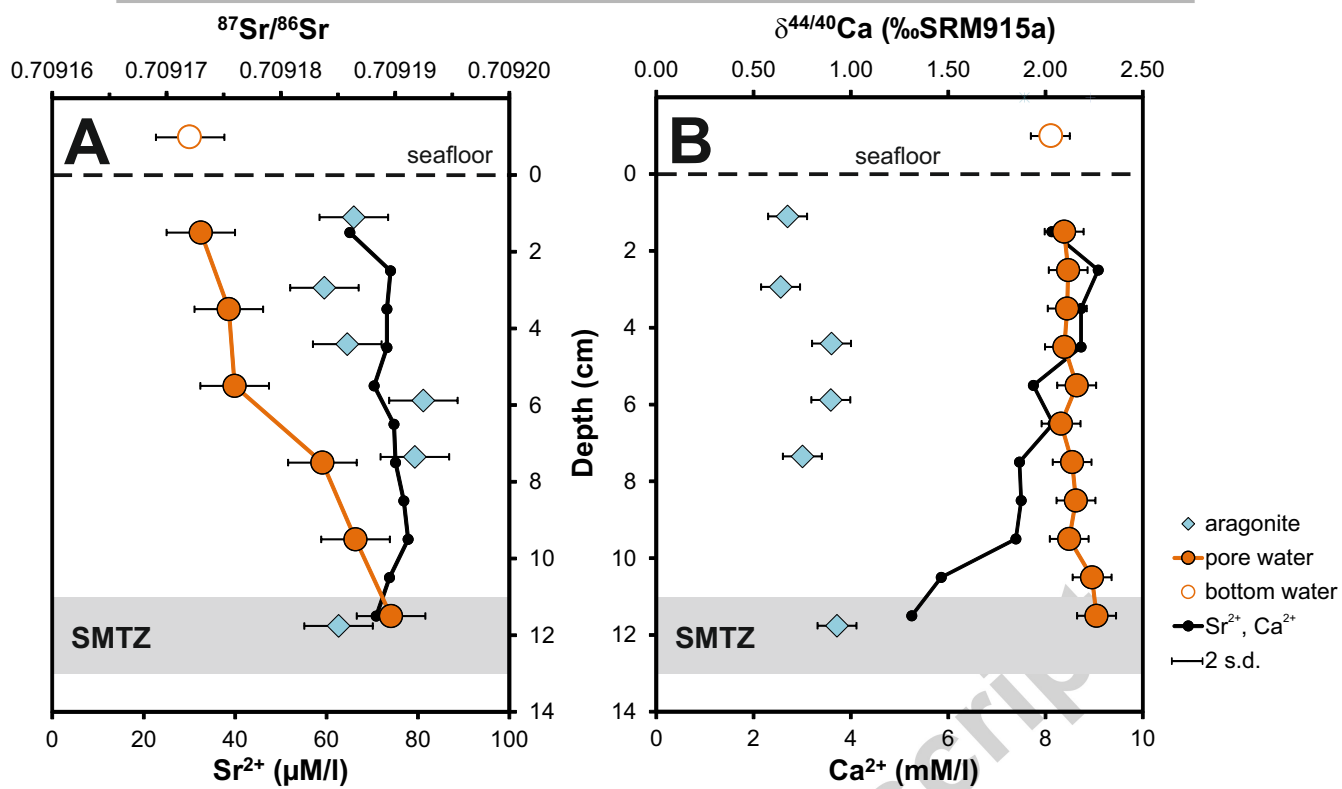 ⁸⁷Sr/⁸⁶Sr
0.70916 0.70917 0.70918 0.70919 0.70920
A
seafloor
0
2
4
6
8
10
12
14
Depth (cm)
SMTZ
0 20 40 60 80 100
Sr²⁺ (µM/l)
δ⁴⁴/⁴⁰Ca (‰SRM915a)
0.00 0.50 1.00 1.50 2.00 2.50
B
seafloor
0
2
4
6
8
10
12
14
SMTZ
0 2 4 6 8 10
Ca²⁺ (mM/l)
aragonite
pore water
bottom water
Sr²⁺, Ca²⁺
2 s.d.